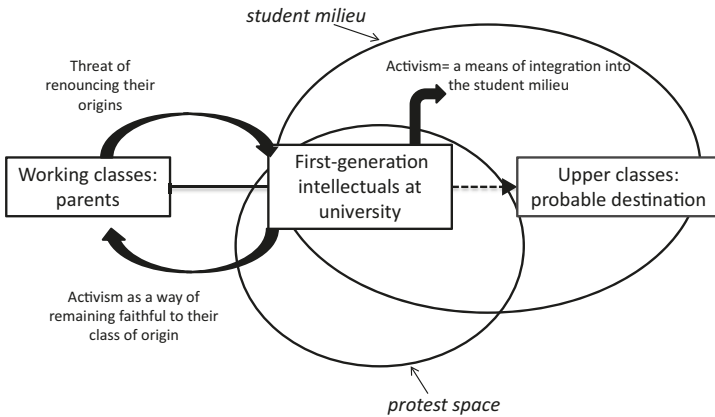 student milieu
Threat of
renouncing their
origins
Activism= a means of integration into
the student milieu
Working classes:
parents
First-generation
intellectuals at
university
Upper classes:
probable destination
Activism as a way of
remaining faithful to their
class of origin
protest space